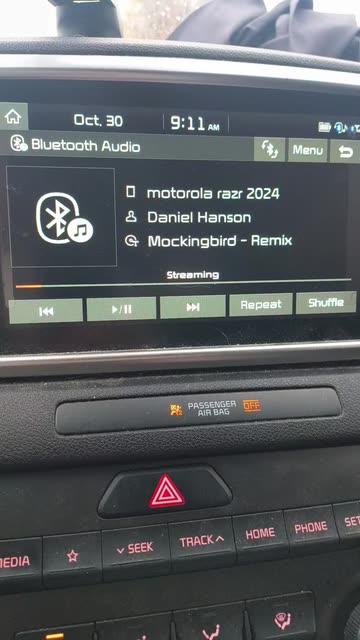 Oct. 30
9:11 AM
Bluetooth Audio
Menu
motorola razr 2024
Daniel Hanson
Mockingbird - Remix
Streaming
Repeat
Shuffle
PASSENGER
AIR BAG
OFF
MEDIA
SEEK
TRACK
HOME
PHONE